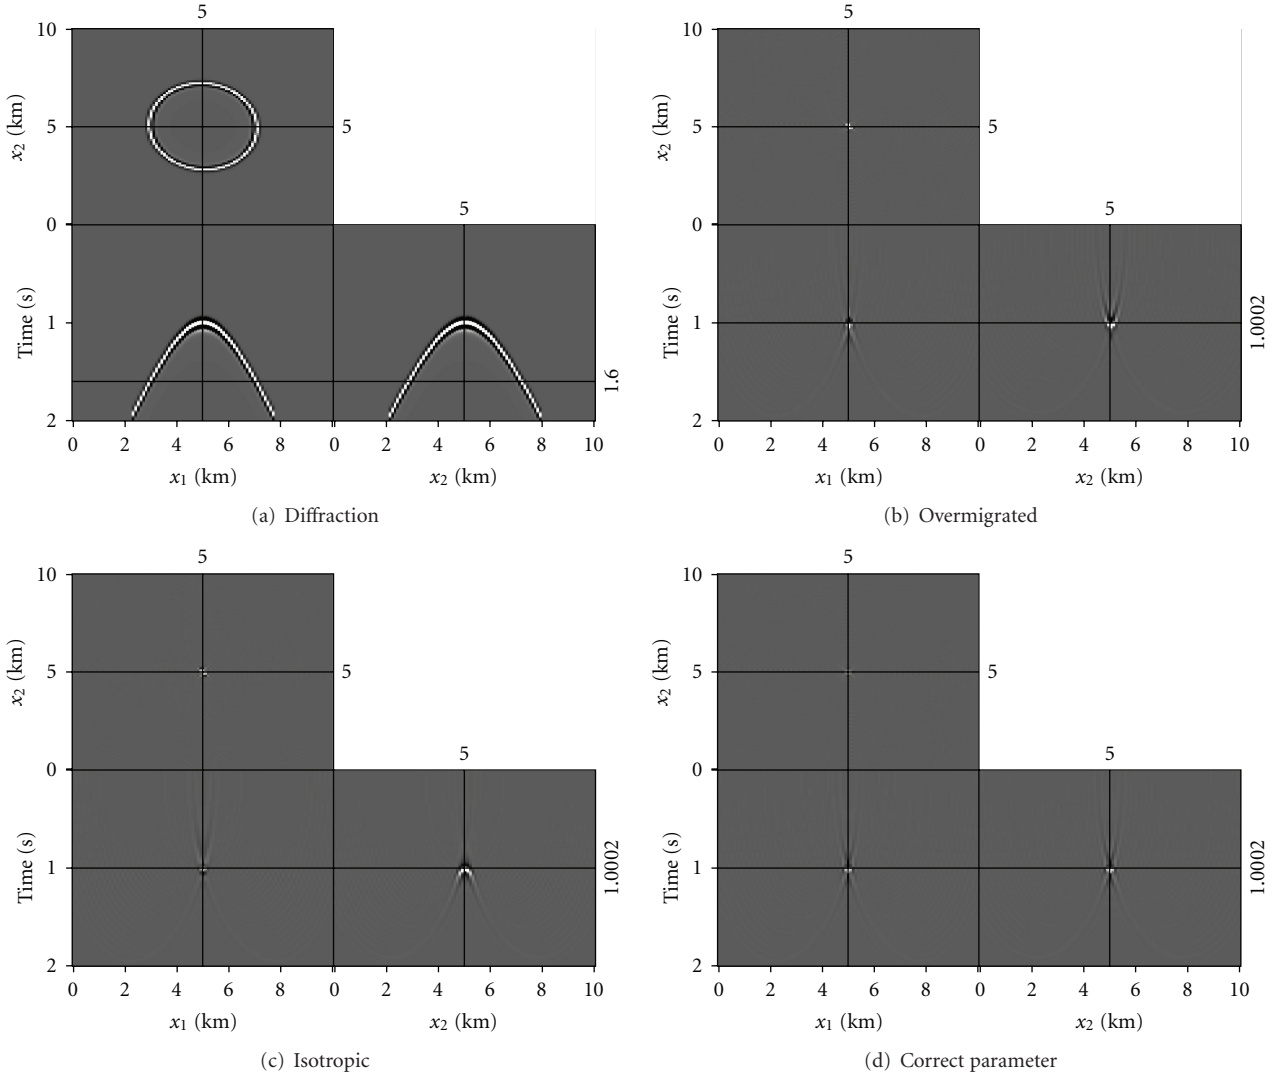 5
10
x₂ (km)
5
5
0
5
Time (s)
1
1.6
2
0 2 4 6 8 0 2 4 6 8 10
x₁ (km) x₂ (km)
(a) Diffraction
5
10
x₂ (km)
5
5
0
5
Time (s)
1
1.0002
2
0 2 4 6 8 0 2 4 6 8 10
x₁ (km) x₂ (km)
(b) Overmigrated
5
10
x₂ (km)
5
5
0
5
Time (s)
1
1.0002
2
0 2 4 6 8 0 2 4 6 8 10
x₁ (km) x₂ (km)
(c) Isotropic
5
10
x₂ (km)
5
5
0
5
Time (s)
1
1.0002
2
0 2 4 6 8 0 2 4 6 8 10
x₁ (km) x₂ (km)
(d) Correct parameter